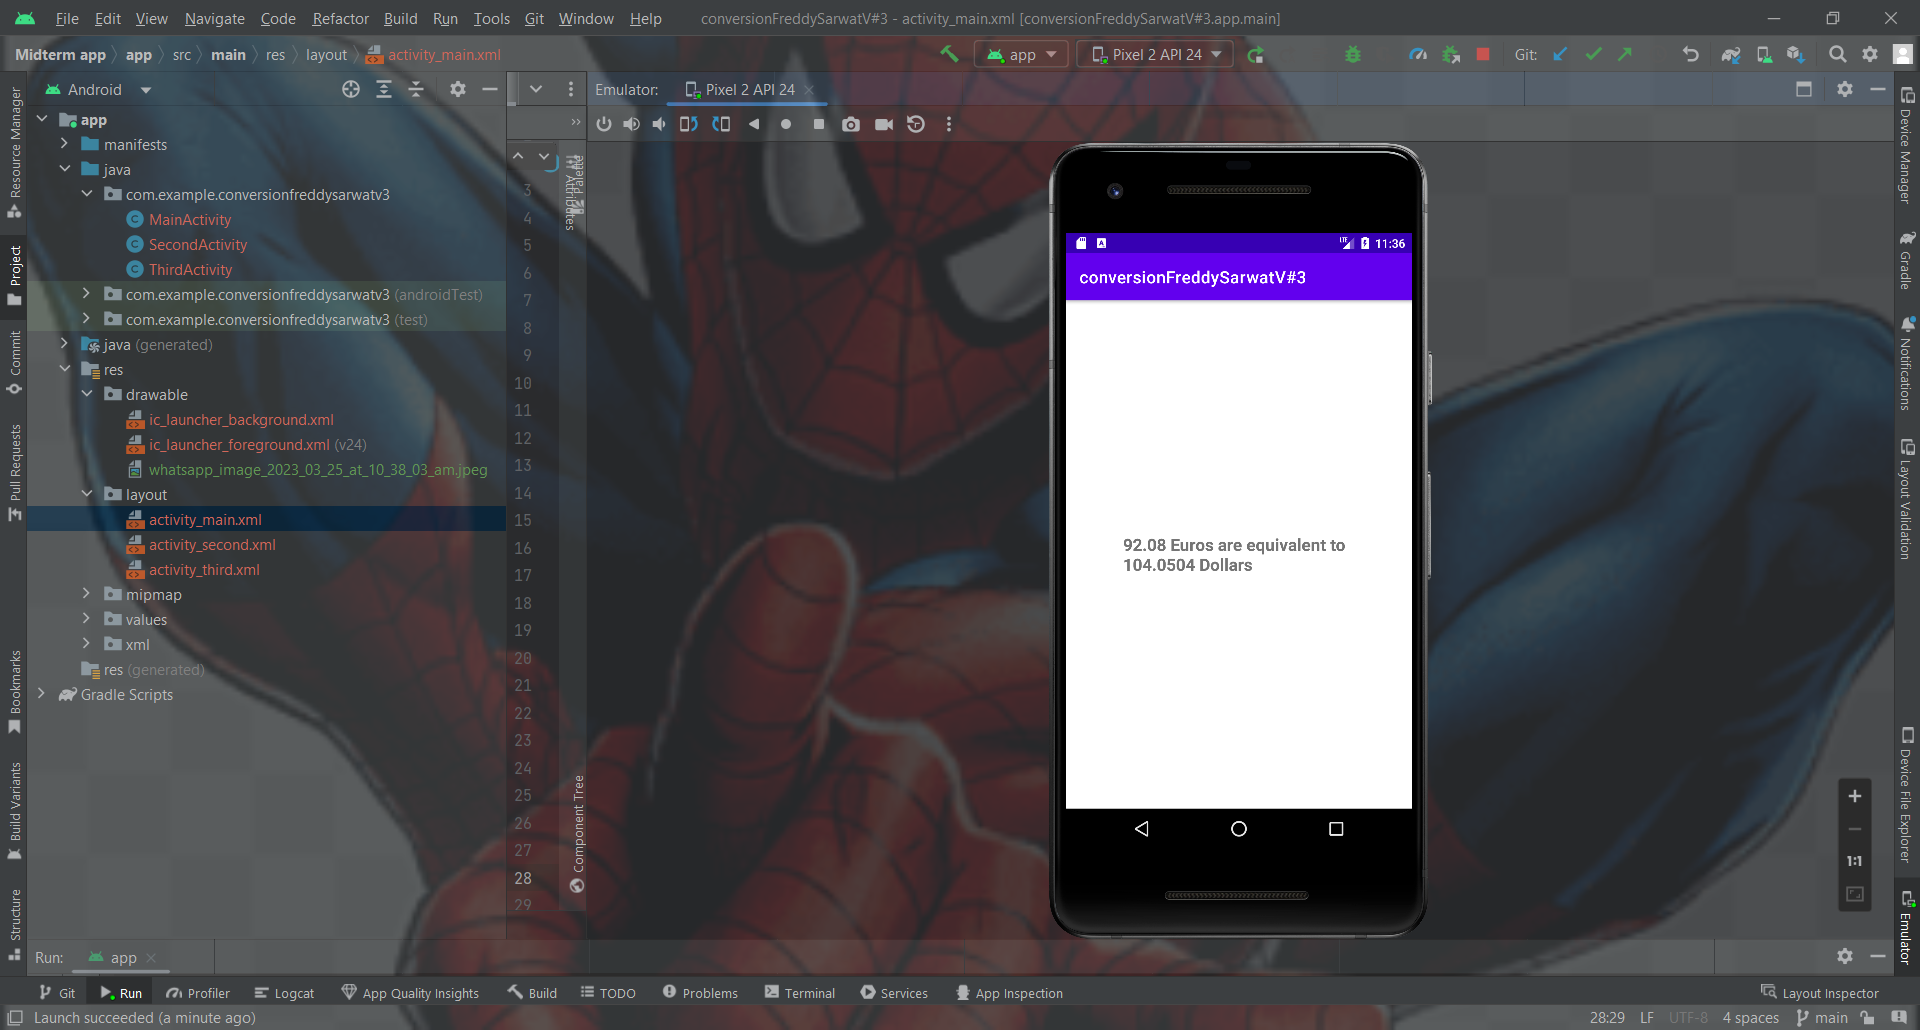 File Edit View Navigate Code Refactor Build Run Tools Git Window Help conversionFreddySarwatV#3 - activity_main.xml [conversionFreddySarwatV#3.app.main]
Midterm app app src main res layout activity_main.xml app Pixel 2 API 24 Git:
Android Emulator: Pixel 2 API 24
Resource Manager
Project
Commit
Pull Requests
Bookmarks
Build Variants
Structure
app
manifests
java
com.example.conversionfreddysarwatv3
MainActivity
SecondActivity
ThirdActivity
com.example.conversionfreddysarwatv3 (androidTest)
com.example.conversionfreddysarwatv3 (test)
java (generated)
res
drawable
ic_launcher_background.xml
ic_launcher_foreground.xml (v24)
whatsapp_image_2023_03_25_at_10_38_03_am.jpeg
layout
activity_main.xml
activity_second.xml
activity_third.xml
mipmap
values
xml
res (generated)
Gradle Scripts
3
4
5
6
7
8
9
10
11
12
13
14
15
16
17
18
19
20
21
22
23
24
25
26
27
28
29
Palette
Attributes
Component Tree
LTE 11:36
conversionFreddySarwatV#3
92.08 Euros are equivalent to
104.0504 Dollars
1:1
Device Manager
Gradle
Notifications
Layout Validation
Device File Explorer
Emulator
Run: app
Git Run Profiler Logcat App Quality Insights Build TODO Problems Terminal Services App Inspection Layout Inspector
Launch succeeded (a minute ago) 28:29 LF UTF-8 4 spaces main